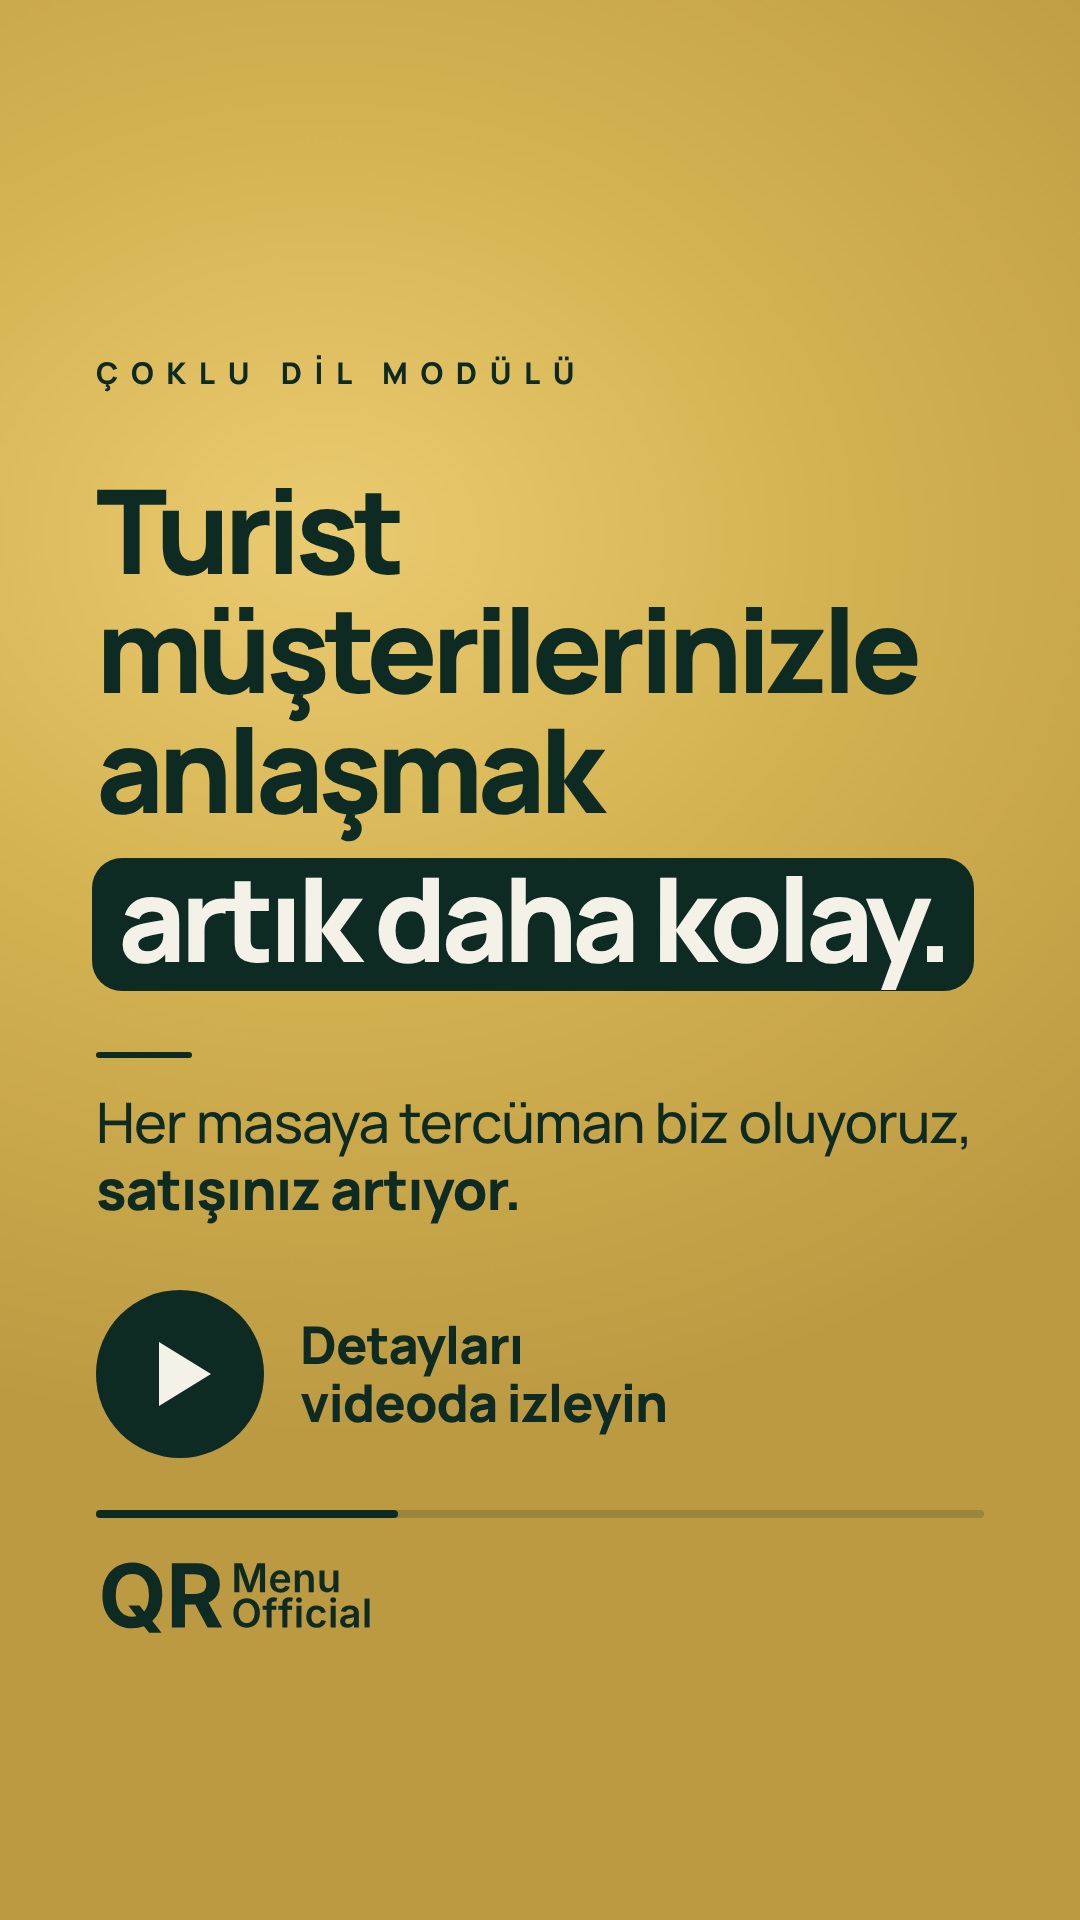 ÇOKLU DİL MODÜLÜ
Turist
müşterilerinizle
anlaşmak
artık daha kolay.
Her masaya tercüman biz oluyoruz,
satışınız artıyor.
Detayları
videoda izleyin
QR Menu
Official